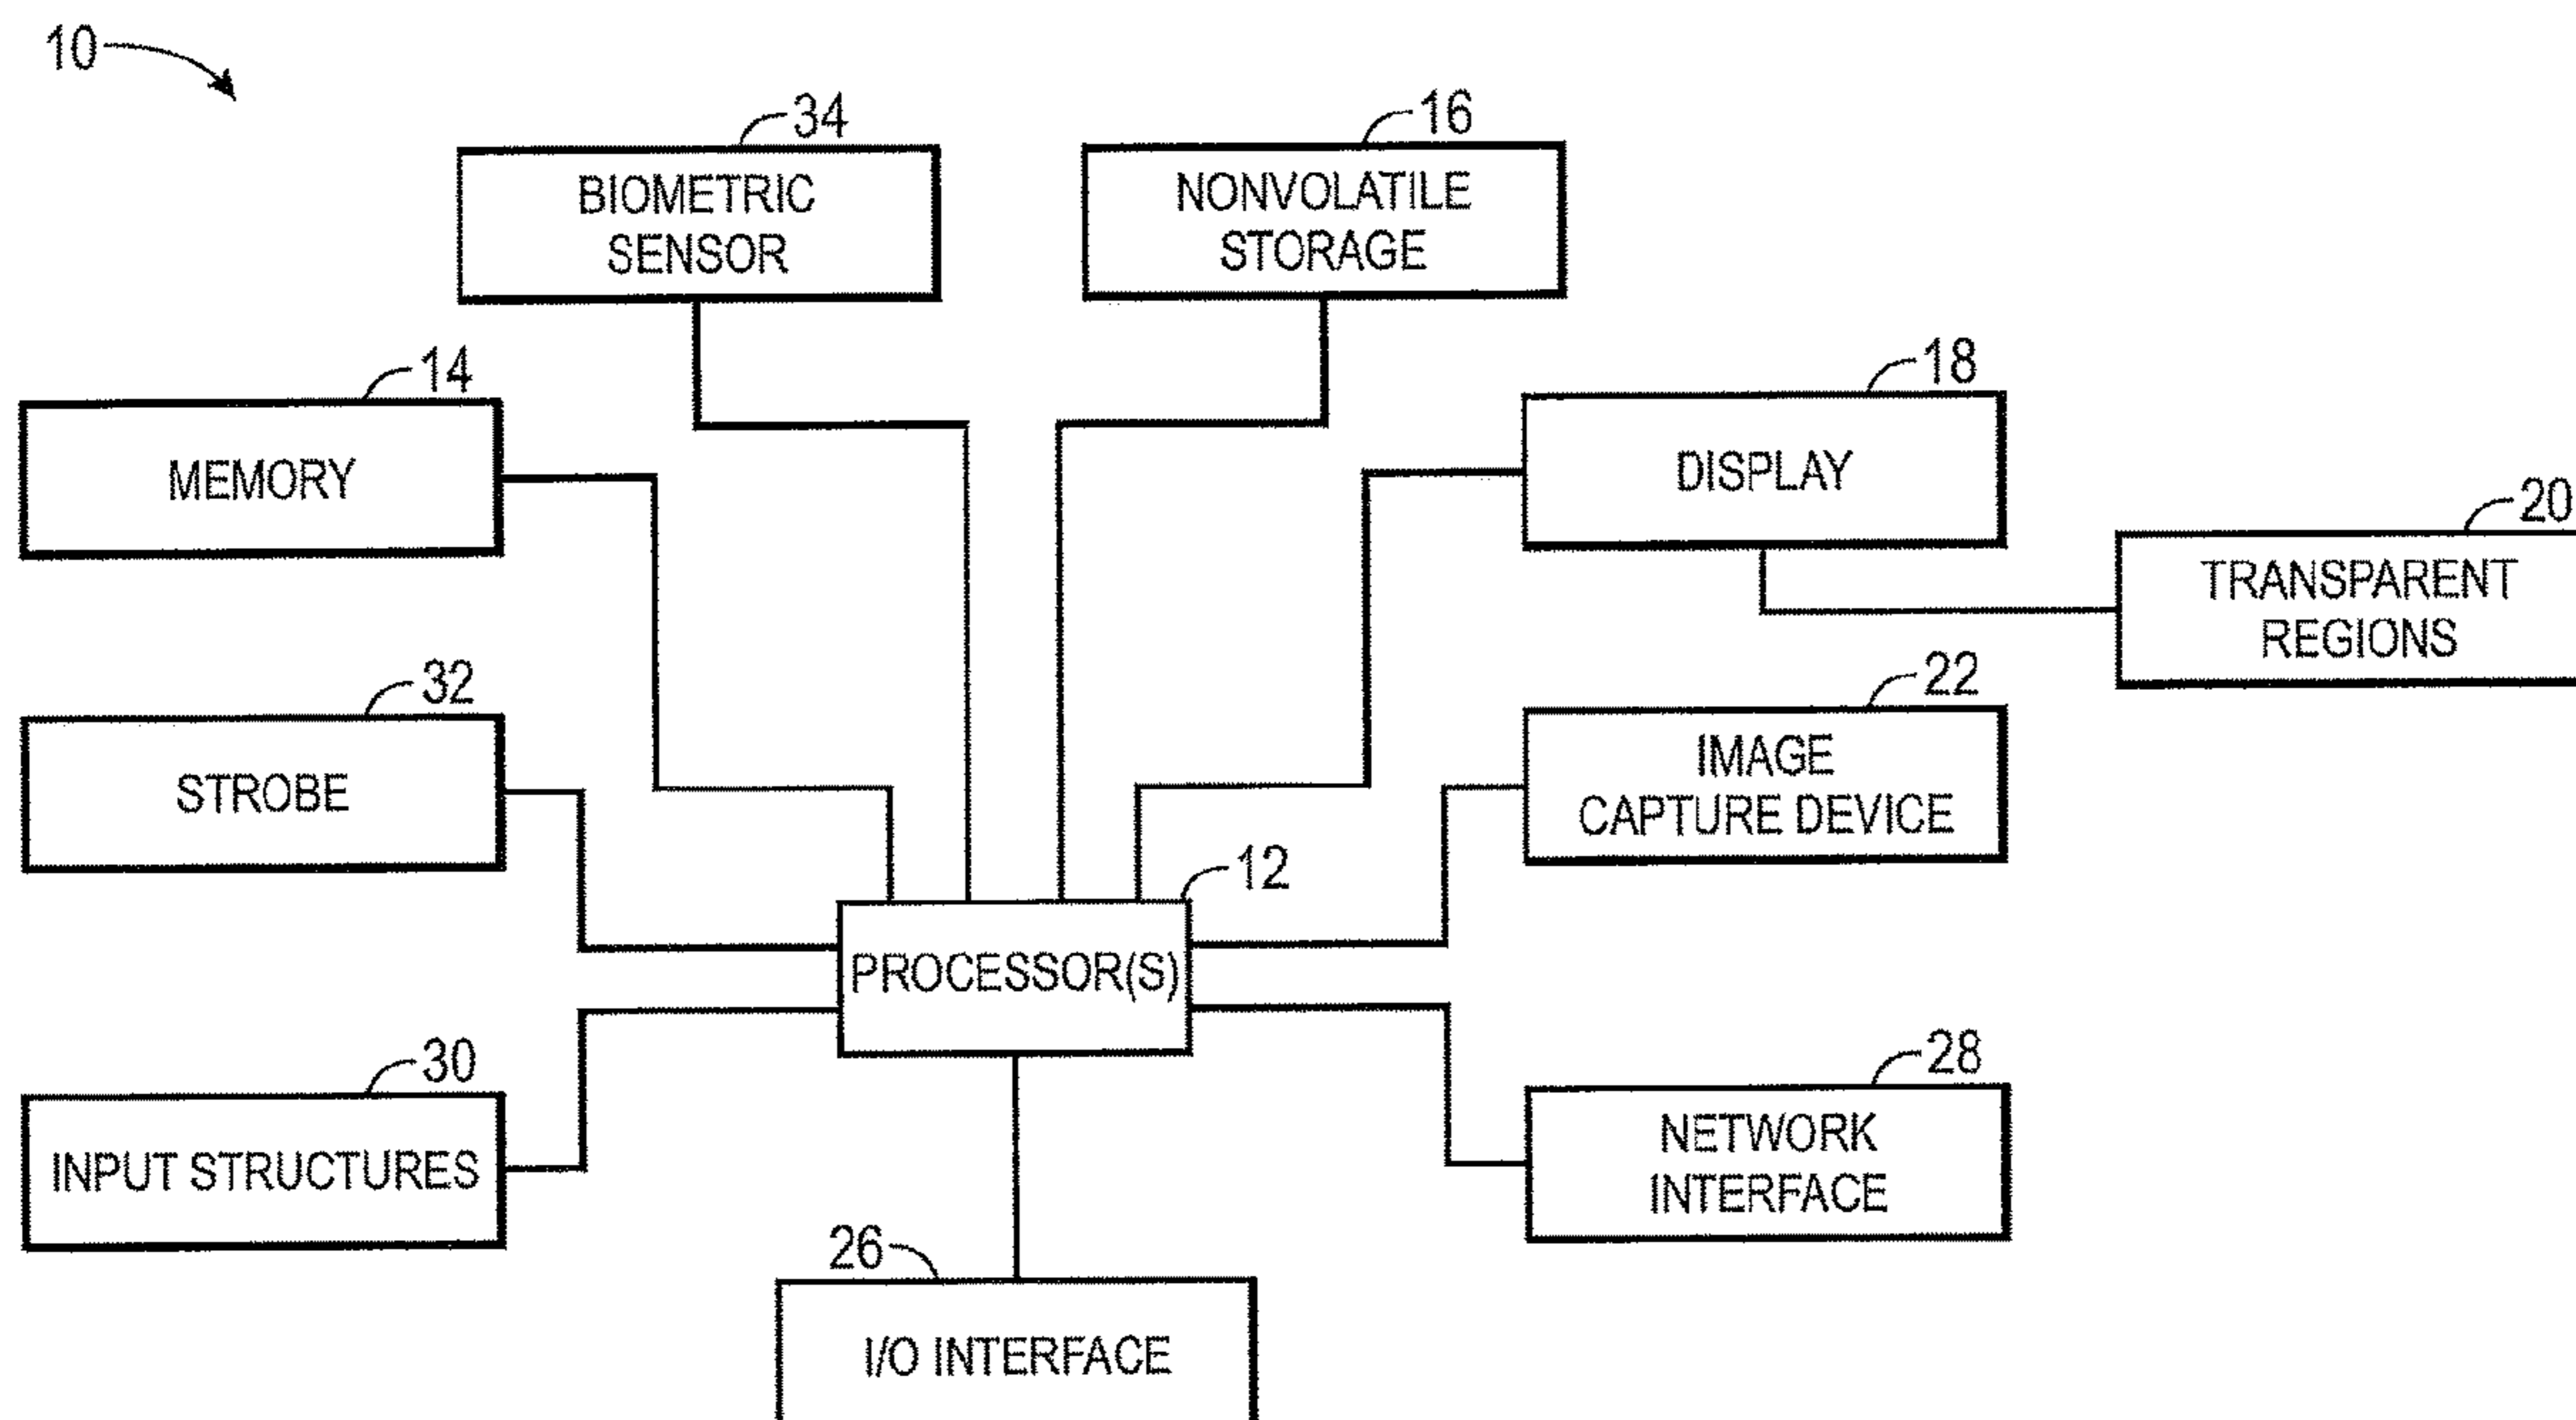 10
34
BIOMETRIC
SENSOR
16
NONVOLATILE
STORAGE
14
MEMORY
18
DISPLAY
20
TRANSPARENT
REGIONS
32
STROBE
22
IMAGE
CAPTURE DEVICE
12
PROCESSOR(S)
30
INPUT STRUCTURES
28
NETWORK
INTERFACE
26
I/O INTERFACE